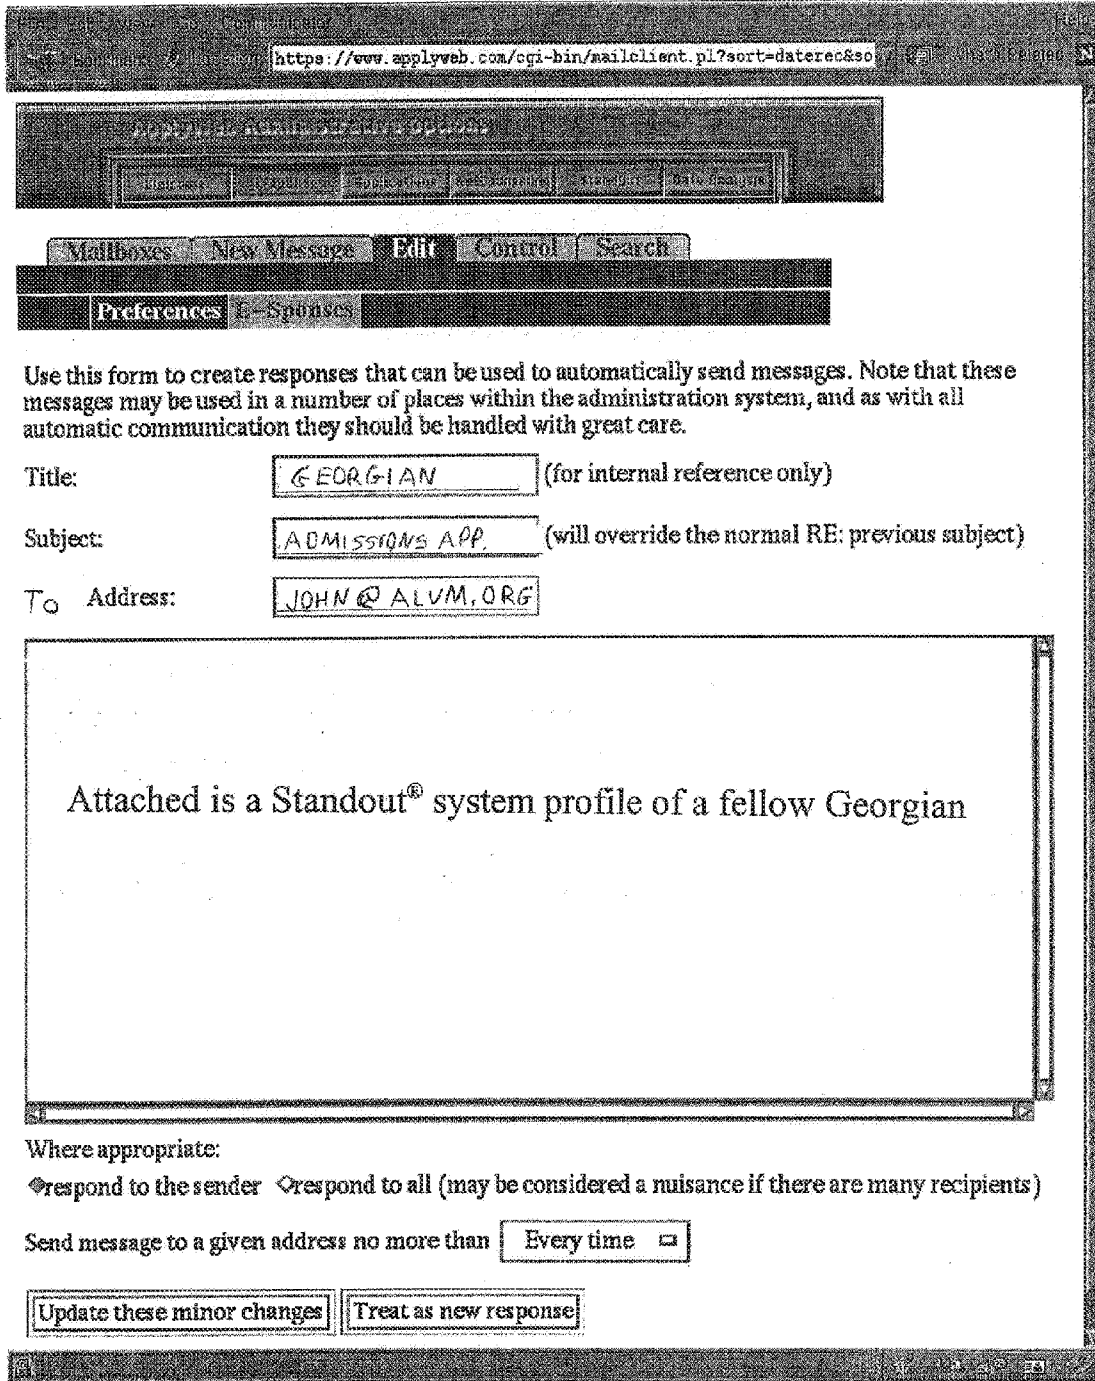 Help
https://www.applyweb.com/cgi-bin/mailclient.pl?sort=daterec&so
Mailboxes New Message Edit Control Search
Preferences E-Sponses
Use this form to create responses that can be used to automatically send messages. Note that these
messages may be used in a number of places within the administration system, and as with all
automatic communication they should be handled with great care.
Title: GEORGIAN (for internal reference only)
Subject: ADMISSIONS APP. (will override the normal RE: previous subject)
To Address: JOHN@ALUM.ORG
Attached is a Standout® system profile of a fellow Georgian
Where appropriate:
respond to the sender respond to all (may be considered a nuisance if there are many recipients)
Send message to a given address no more than Every time
Update these minor changes Treat as new response